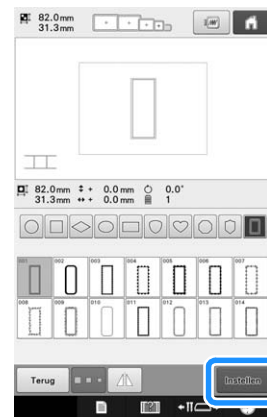 82.0mm
31.3mm
82.0mm + 0.0mm 0.0°
31.3mm + 0.0mm 1
001 002 003 004 005 006 007
008 009 010 011 012 013 014
Terug Instellen